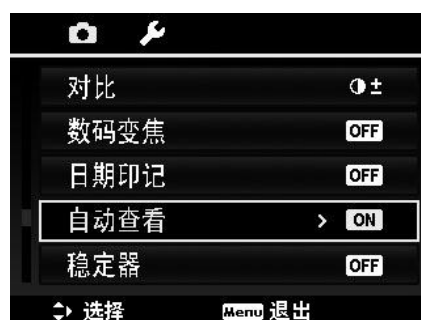 对比 ±
数码变焦 OFF
日期印记 OFF
自动查看 > ON
稳定器 OFF
选择 Menu 退出